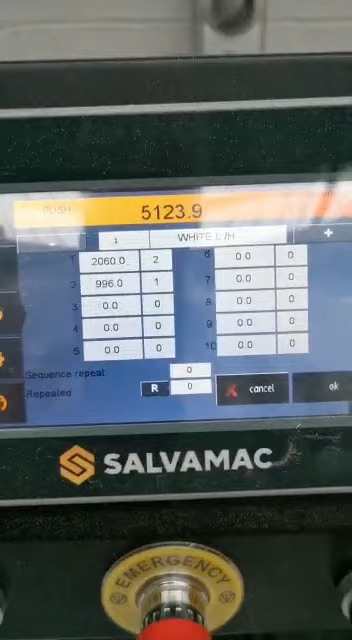 PUSH 5123.9
1 WHITE L/H +
1 2060.0 2 6 0.0 0
2 996.0 1 7 0.0 0
3 0.0 0 8 0.0 0
4 0.0 0 9 0.0 0
5 0.0 0 10 0.0 0
Sequence repeat 0
Repeated R 0 cancel ok
SALVAMAC
EMERGENCY